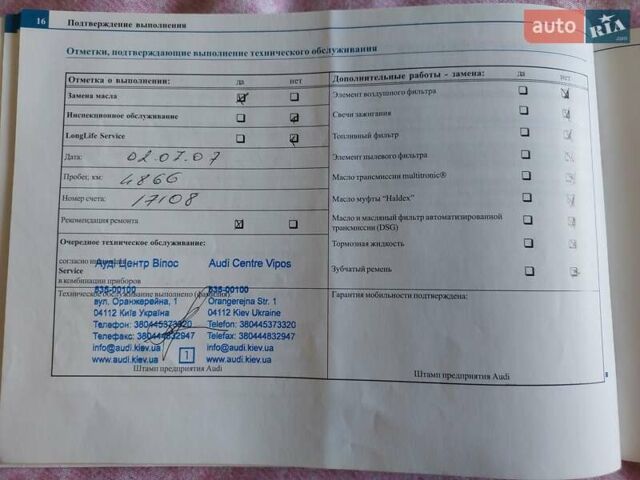 16 Подтверждение выполнения
auto RIA.com
Отметки, подтверждающие выполнение технического обслуживания
Отметка о выполнении: да нет
Замена масла
Инспекционное обслуживание
LongLife Service
Дата: 02.07.07
Пробег, км: 4866
Номер счета: 17108
Рекомендация ремонта
Очередное техническое обслуживание:
согласно
Service
в комбинации приборов
Техническое обслуживание выполнено (фамилия):
Ауді Центр Віпос
535-00100
вул. Оранжерейна, 1
04112 Київ Україна
Телефон: 380445373320
Телефакс: 380444832947
info@audi.kiev.ua
www.audi.kiev.ua
1
Audi Centre Vipos
535-00100
Orangerejna Str. 1
04112 Kiev Ukraine
Telefon: 380445373320
Telefax: 380444832947
info@audi.kiev.ua
www.audi.kiev.ua
Штамп предприятия Audi
Дополнительные работы - замена: да нет
Элемент воздушного фильтра
Свечи зажигания
Топливный фильтр
Элемент пылевого фильтра
Масло трансмиссии multitronic®
Масло муфты “Haldex”
Масло и масляный фильтр автоматизированной
трансмиссии (DSG)
Тормозная жидкость
Зубчатый ремень
Гарантия мобильности подтверждена:
Штамп предприятия Audi